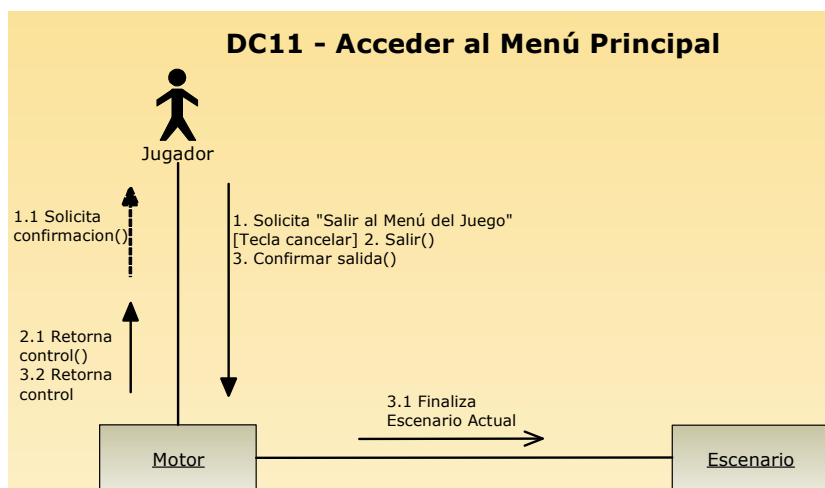 DC11 - Acceder al Menú Principal
Jugador
1.1 Solicita
confirmacion()
1. Solicita "Salir al Menú del Juego"
[Tecla cancelar] 2. Salir()
3. Confirmar salida()
2.1 Retorna
control()
3.2 Retorna
control
3.1 Finaliza
Escenario Actual
Motor
Escenario